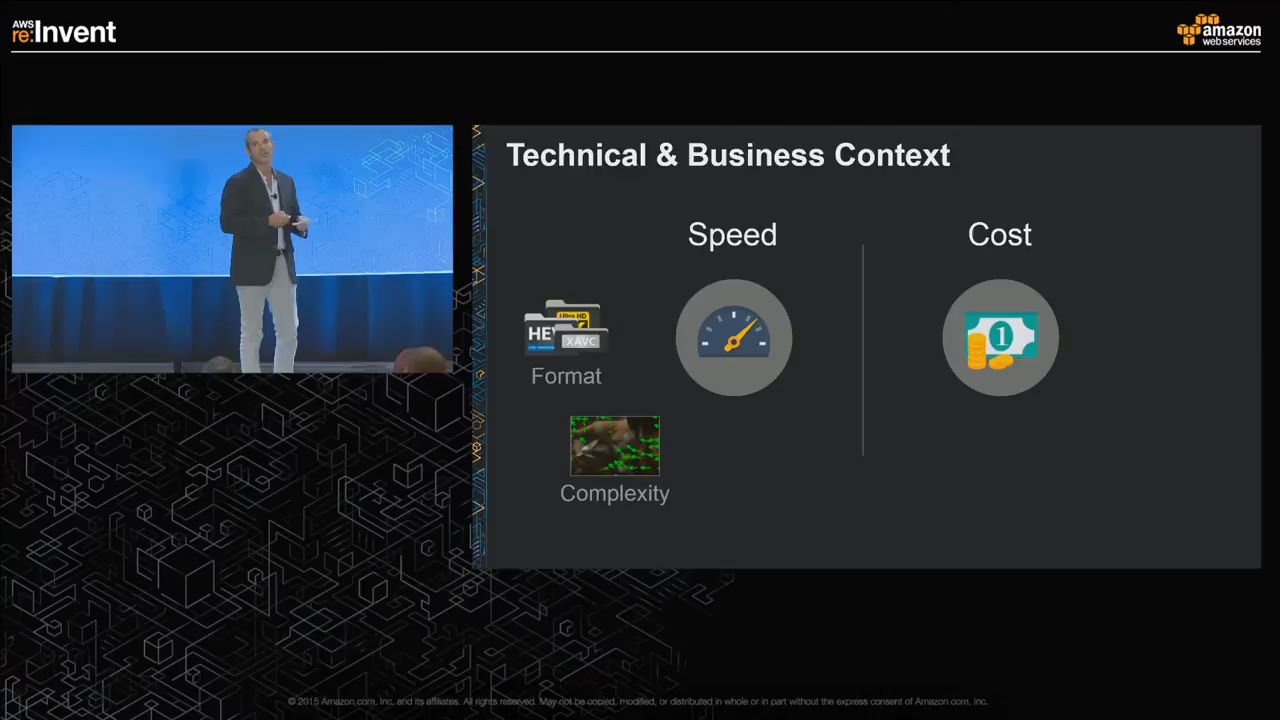 AWS
re:Invent
amazon
web services
Technical & Business Context
Speed
Cost
Ultra HD
HEV
XAVC
1
Format
Complexity
© 2015 Amazon.com, Inc, and its affiliates. All rights reserved. May not be copied, modified, or distributed in whole or in part without the express consent of Amazon.com, Inc.